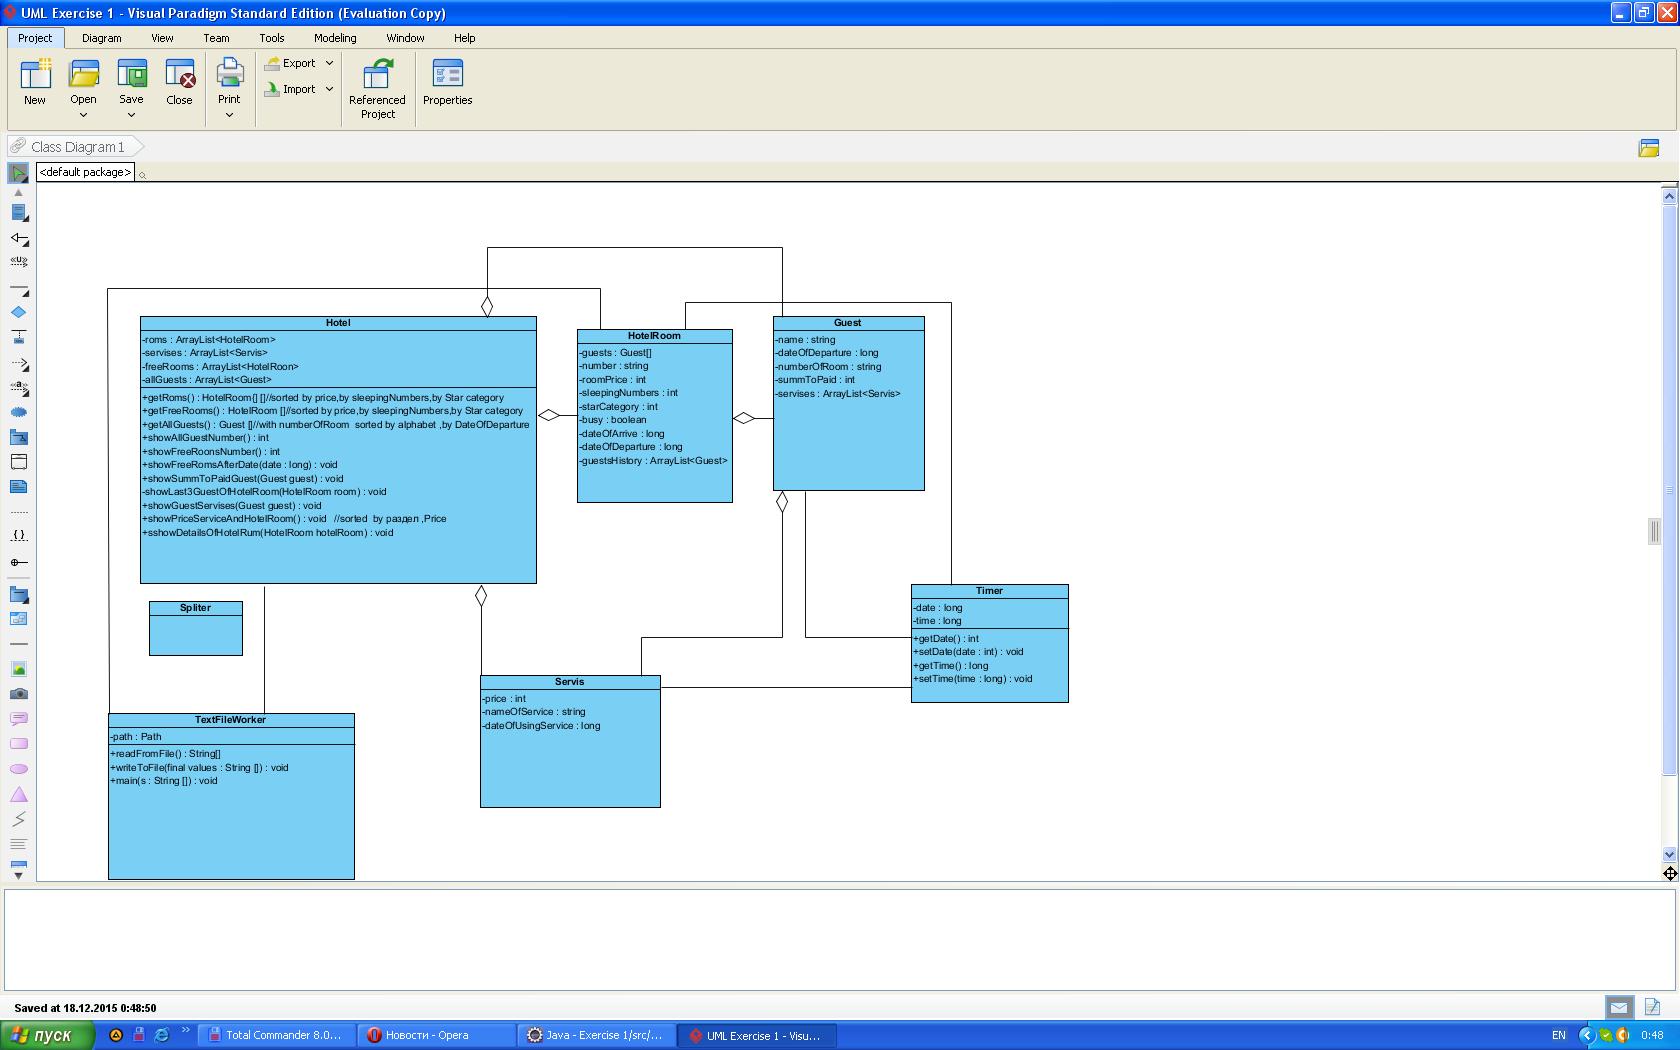 UML Exercise 1 - Visual Paradigm Standard Edition (Evaluation Copy)
Project Diagram View Team Tools Modeling Window Help
New Open Save Close Print Export Import Referenced Project Properties
Class Diagram1
<default package>
Hotel
-roms : ArrayList<HotelRoom>
-servises : ArrayList<Servis>
-freeRooms : ArrayList<HotelRoon>
-allGuests : ArrayList<Guest>
+getRoms() : HotelRoom[] []//sorted by price,by sleepingNumbers,by Star category
+getFreeRooms() : HotelRoom []//sorted by price,by sleepingNumbers,by Star category
+getAllGuests() : Guest []//with numberOfRoom sorted by alphabet ,by DateOfDeparture
+showAllGuestNumber() : int
+showFreeRoonsNumber() : int
+showFreeRomsAfterDate(date : long) : void
+showSummToPaidGuest(Guest guest) : void
-showLast3GuestOfHotelRoom(HotelRoom room) : void
+showGuestServises(Guest guest) : void
+showPriceServiceAndHotelRoom() : void //sorted by раздел ,Price
+sshowDetailsOfHotelRum(HotelRoom hotelRoom) : void
HotelRoom
-guests : Guest[]
-number : string
-roomPrice : int
-sleepingNumbers : int
-starCategory : int
-busy : boolean
-dateOfArrive : long
-dateOfDeparture : long
-guestsHistory : ArrayList<Guest>
Guest
-name : string
-dateOfDeparture : long
-numberOfRoom : string
-summToPaid : int
-servises : ArrayList<Servis>
Timer
-date : long
-time : long
+getDate() : int
+setDate(date : int) : void
+getTime() : long
+setTime(time : long) : void
Spliter
Servis
-price : int
-nameOfService : string
-dateOfUsingService : long
TextFileWorker
-path : Path
+readFromFile() : String[]
+writeToFile(final values : String []) : void
+main(s : String []) : void
Saved at 18.12.2015 0:48:50
пуск Total Commander 8.0... Новости - Opera Java - Exercise 1/src/... UML Exercise 1 - Visu... EN 0:48